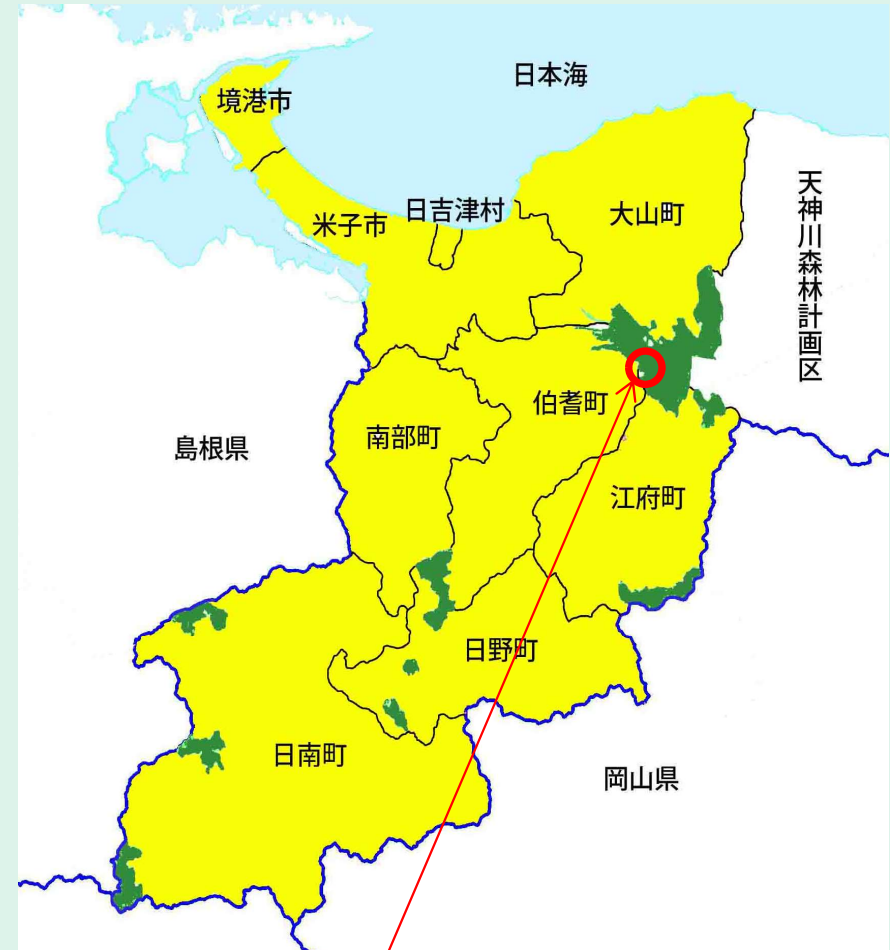 日本海
境港市
日吉津村
米子市
大山町
天神川森林計画区
伯耆町
南部町
島根県
江府町
日野町
日南町
岡山県